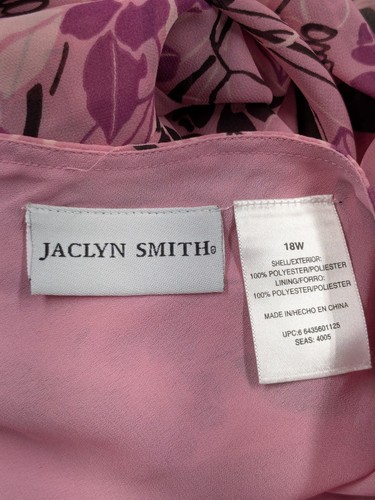 JACLYN SMITH®
18W
SHELL/EXTERIOR:
100% POLYESTER/POLIESTER
LINING/FORRO:
100% POLYESTER/POLIESTER
MADE IN/HECHO EN CHINA
UPC:6 6435601125
SEAS: 4005